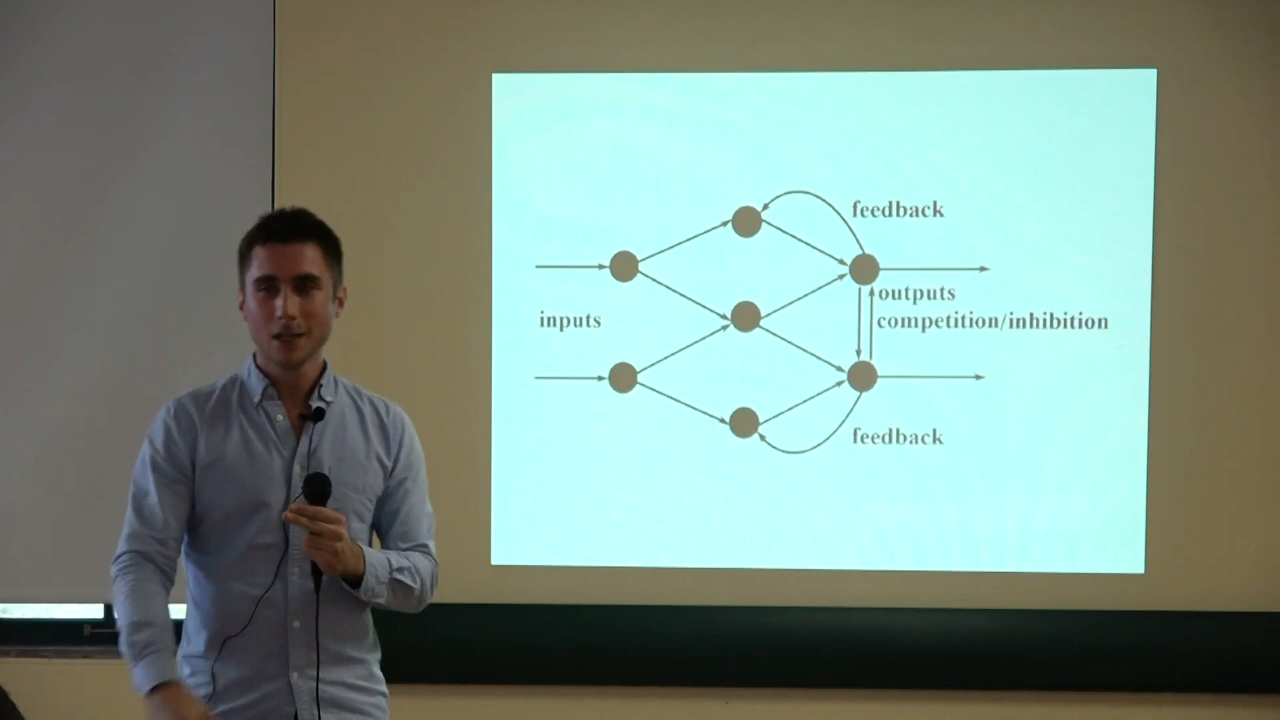 feedback
outputs
inputs
competition/inhibition
feedback